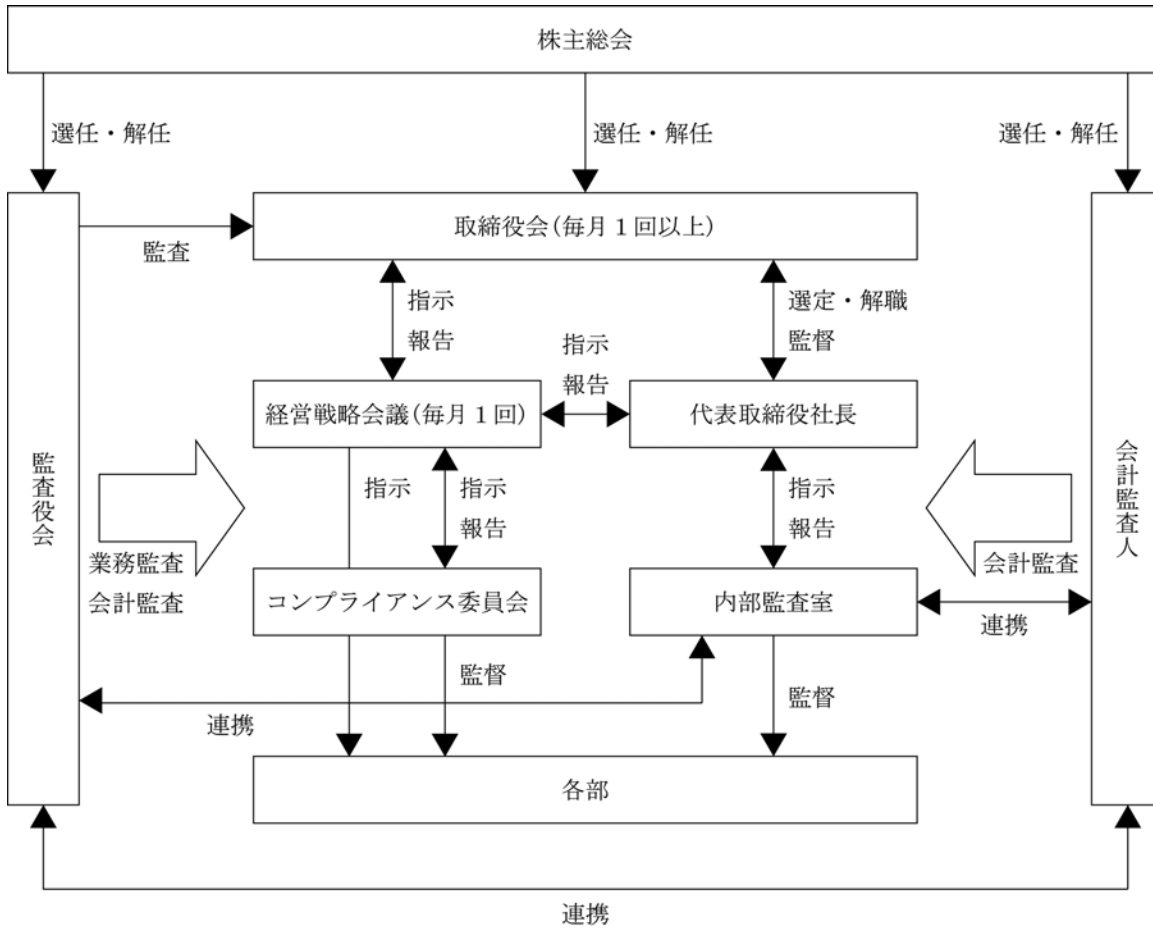 株主総会
選任・解任
選任・解任
選任・解任
取締役会(毎月1回以上)
監査
指示
報告
選定・解職
監督
指示
報告
経営戦略会議(毎月1回)
代表取締役社長
監査役会
会計監査人
指示
指示
報告
指示
報告
業務監査
会計監査
会計監査
コンプライアンス委員会
内部監査室
連携
監督
監督
連携
各部
連携